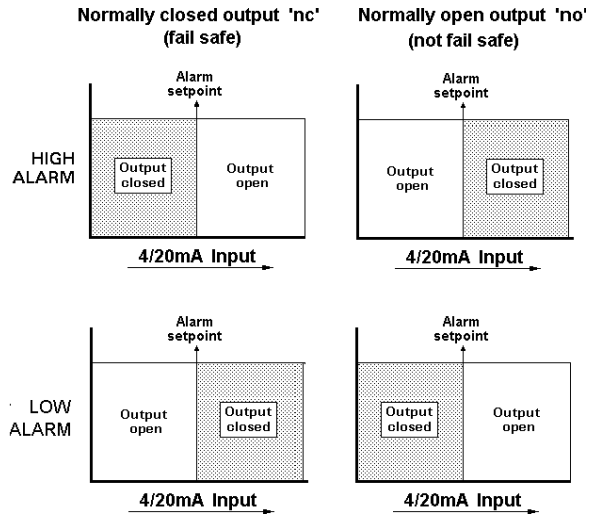 Normally closed output 'nc'
(fail safe)
Normally open output 'no'
(not fail safe)
HIGH
ALARM
Alarm
setpoint
Output
closed
Output
open
4/20mA Input
Alarm
setpoint
Output
open
Output
closed
4/20mA Input
LOW
ALARM
Alarm
setpoint
Output
open
Output
closed
4/20mA Input
Alarm
setpoint
Output
closed
Output
open
4/20mA Input